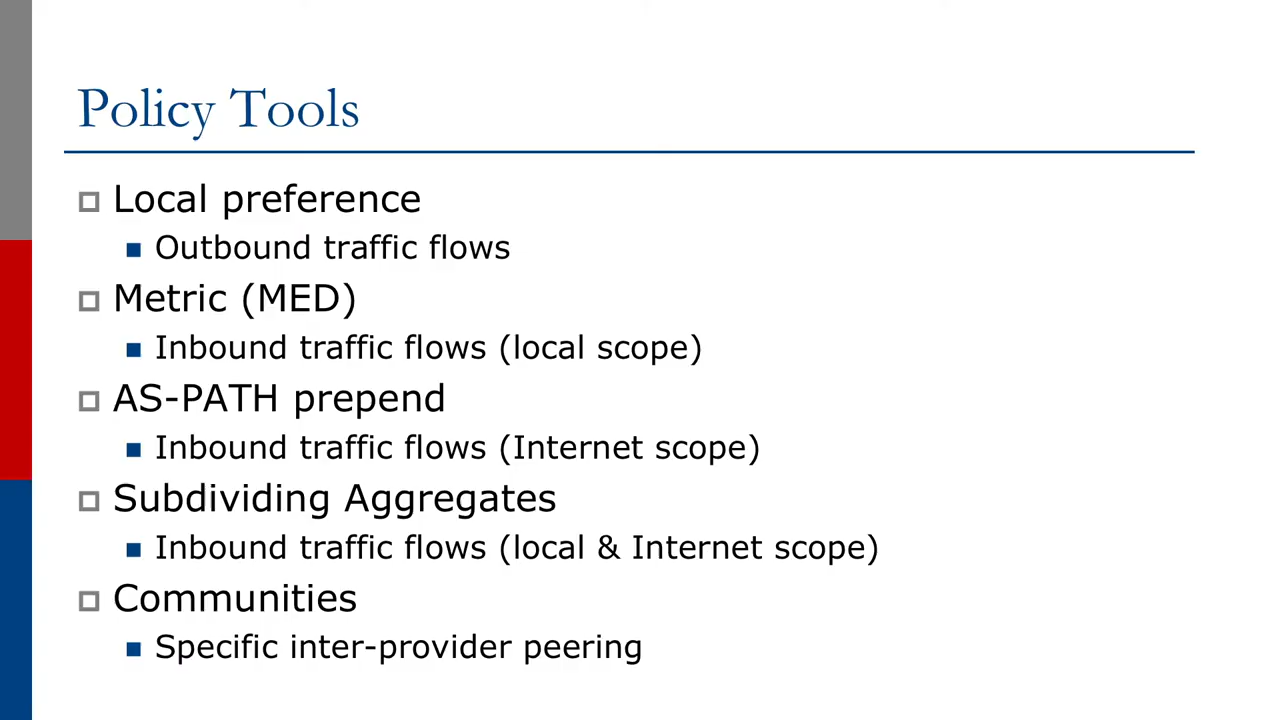 Policy Tools
Local preference
Outbound traffic flows
Metric (MED)
Inbound traffic flows (local scope)
AS-PATH prepend
Inbound traffic flows (Internet scope)
Subdividing Aggregates
Inbound traffic flows (local & Internet scope)
Communities
Specific inter-provider peering